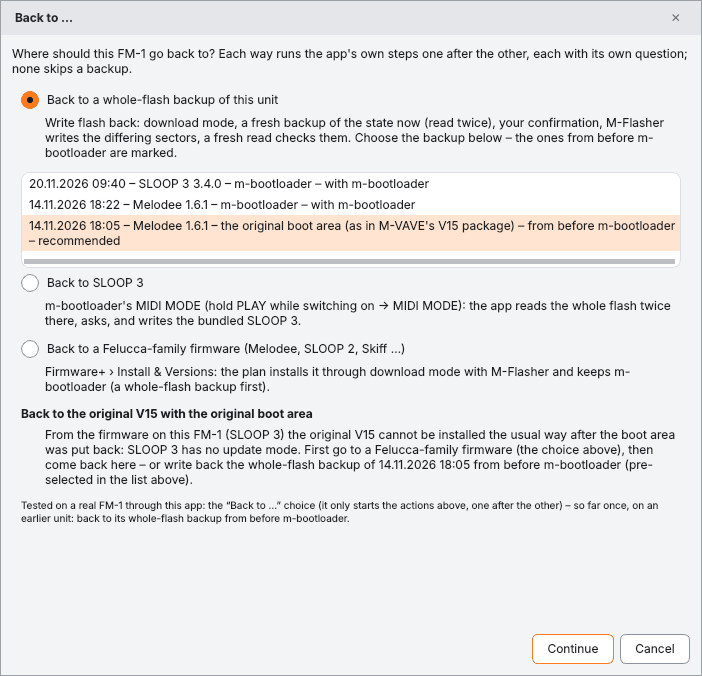 Back to ...
×
Where should this FM-1 go back to? Each way runs the app's own steps one after the other, each with its own question;
none skips a backup.
Back to a whole-flash backup of this unit
Write flash back: download mode, a fresh backup of the state now (read twice), your confirmation, M-Flasher
writes the differing sectors, a fresh read checks them. Choose the backup below – the ones from before m-
bootloader are marked.
20.11.2026 09:40 – SLOOP 3 3.4.0 – m-bootloader – with m-bootloader
14.11.2026 18:22 – Melodee 1.6.1 – m-bootloader – with m-bootloader
14.11.2026 18:05 – Melodee 1.6.1 – the original boot area (as in M-VAVE's V15 package) – from before m-bootloader
– recommended
Back to SLOOP 3
m-bootloader's MIDI MODE (hold PLAY while switching on → MIDI MODE): the app reads the whole flash twice
there, asks, and writes the bundled SLOOP 3.
Back to a Felucca-family firmware (Melodee, SLOOP 2, Skiff ...)
Firmware+ › Install & Versions: the plan installs it through download mode with M-Flasher and keeps m-
bootloader (a whole-flash backup first).
Back to the original V15 with the original boot area
From the firmware on this FM-1 (SLOOP 3) the original V15 cannot be installed the usual way after the boot area
was put back: SLOOP 3 has no update mode. First go to a Felucca-family firmware (the choice above), then
come back here – or write back the whole-flash backup of 14.11.2026 18:05 from before m-bootloader (pre-
selected in the list above).
Tested on a real FM-1 through this app: the “Back to ...” choice (it only starts the actions above, one after the other) – so far once, on an
earlier unit: back to its whole-flash backup from before m-bootloader.
Continue
Cancel